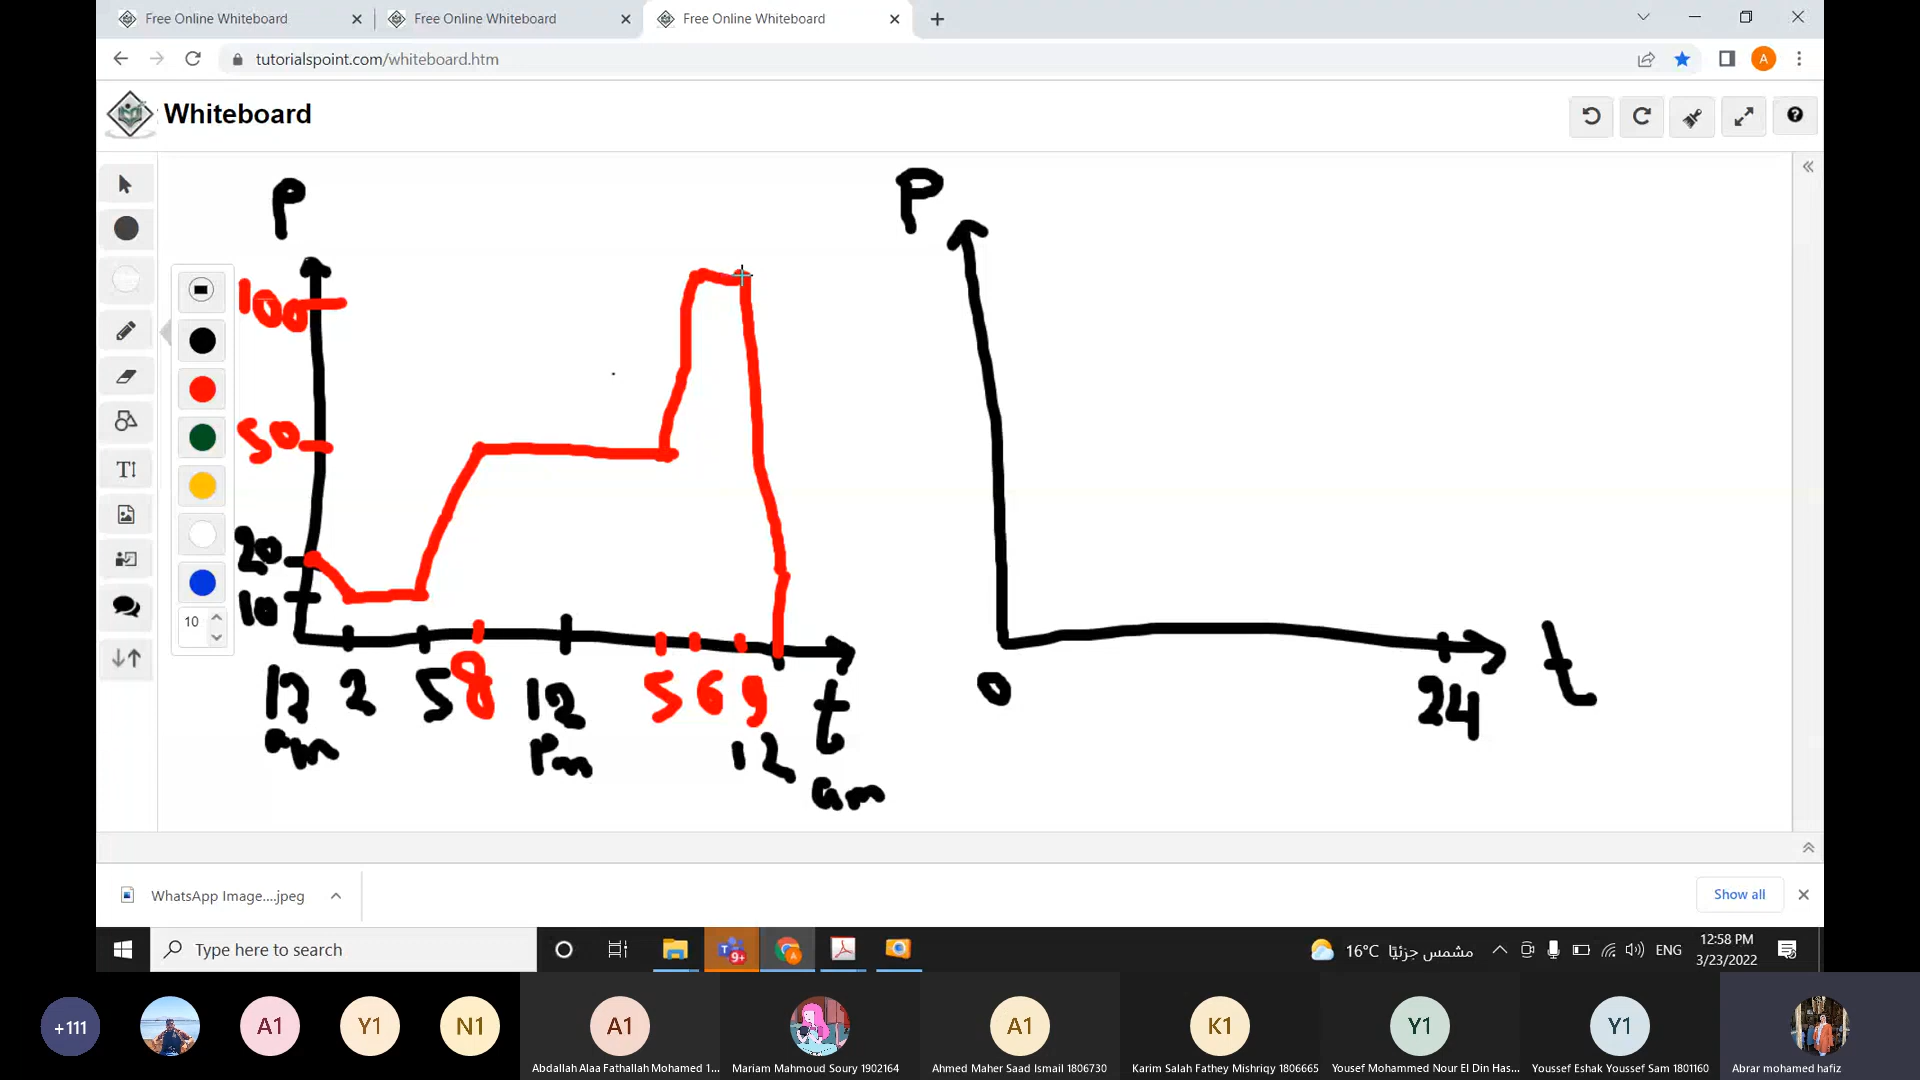 Free Online Whiteboard
Free Online Whiteboard
Free Online Whiteboard
tutorialspoint.com/whiteboard.htm
A
Whiteboard
P
P
100
50
20
10
10
12 2 5 8 12 5 6 9 t
am
Pm
12
am
0
24
t
WhatsApp Image....jpeg
Show all
Type here to search
9+
A
16°C مشمس جزئيًا
ENG
12:58 PM
3/23/2022
+111
A1
Y1
N1
A1
A1
K1
Y1
Y1
Abdallah Alaa Fathallah Mohamed 1...
Mariam Mahmoud Soury 1902164
Ahmed Maher Saad Ismail 1806730
Karim Salah Fathey Mishriqy 1806665
Yousef Mohammed Nour El Din Has...
Youssef Eshak Youssef Sam 1801160
Abrar mohamed hafiz